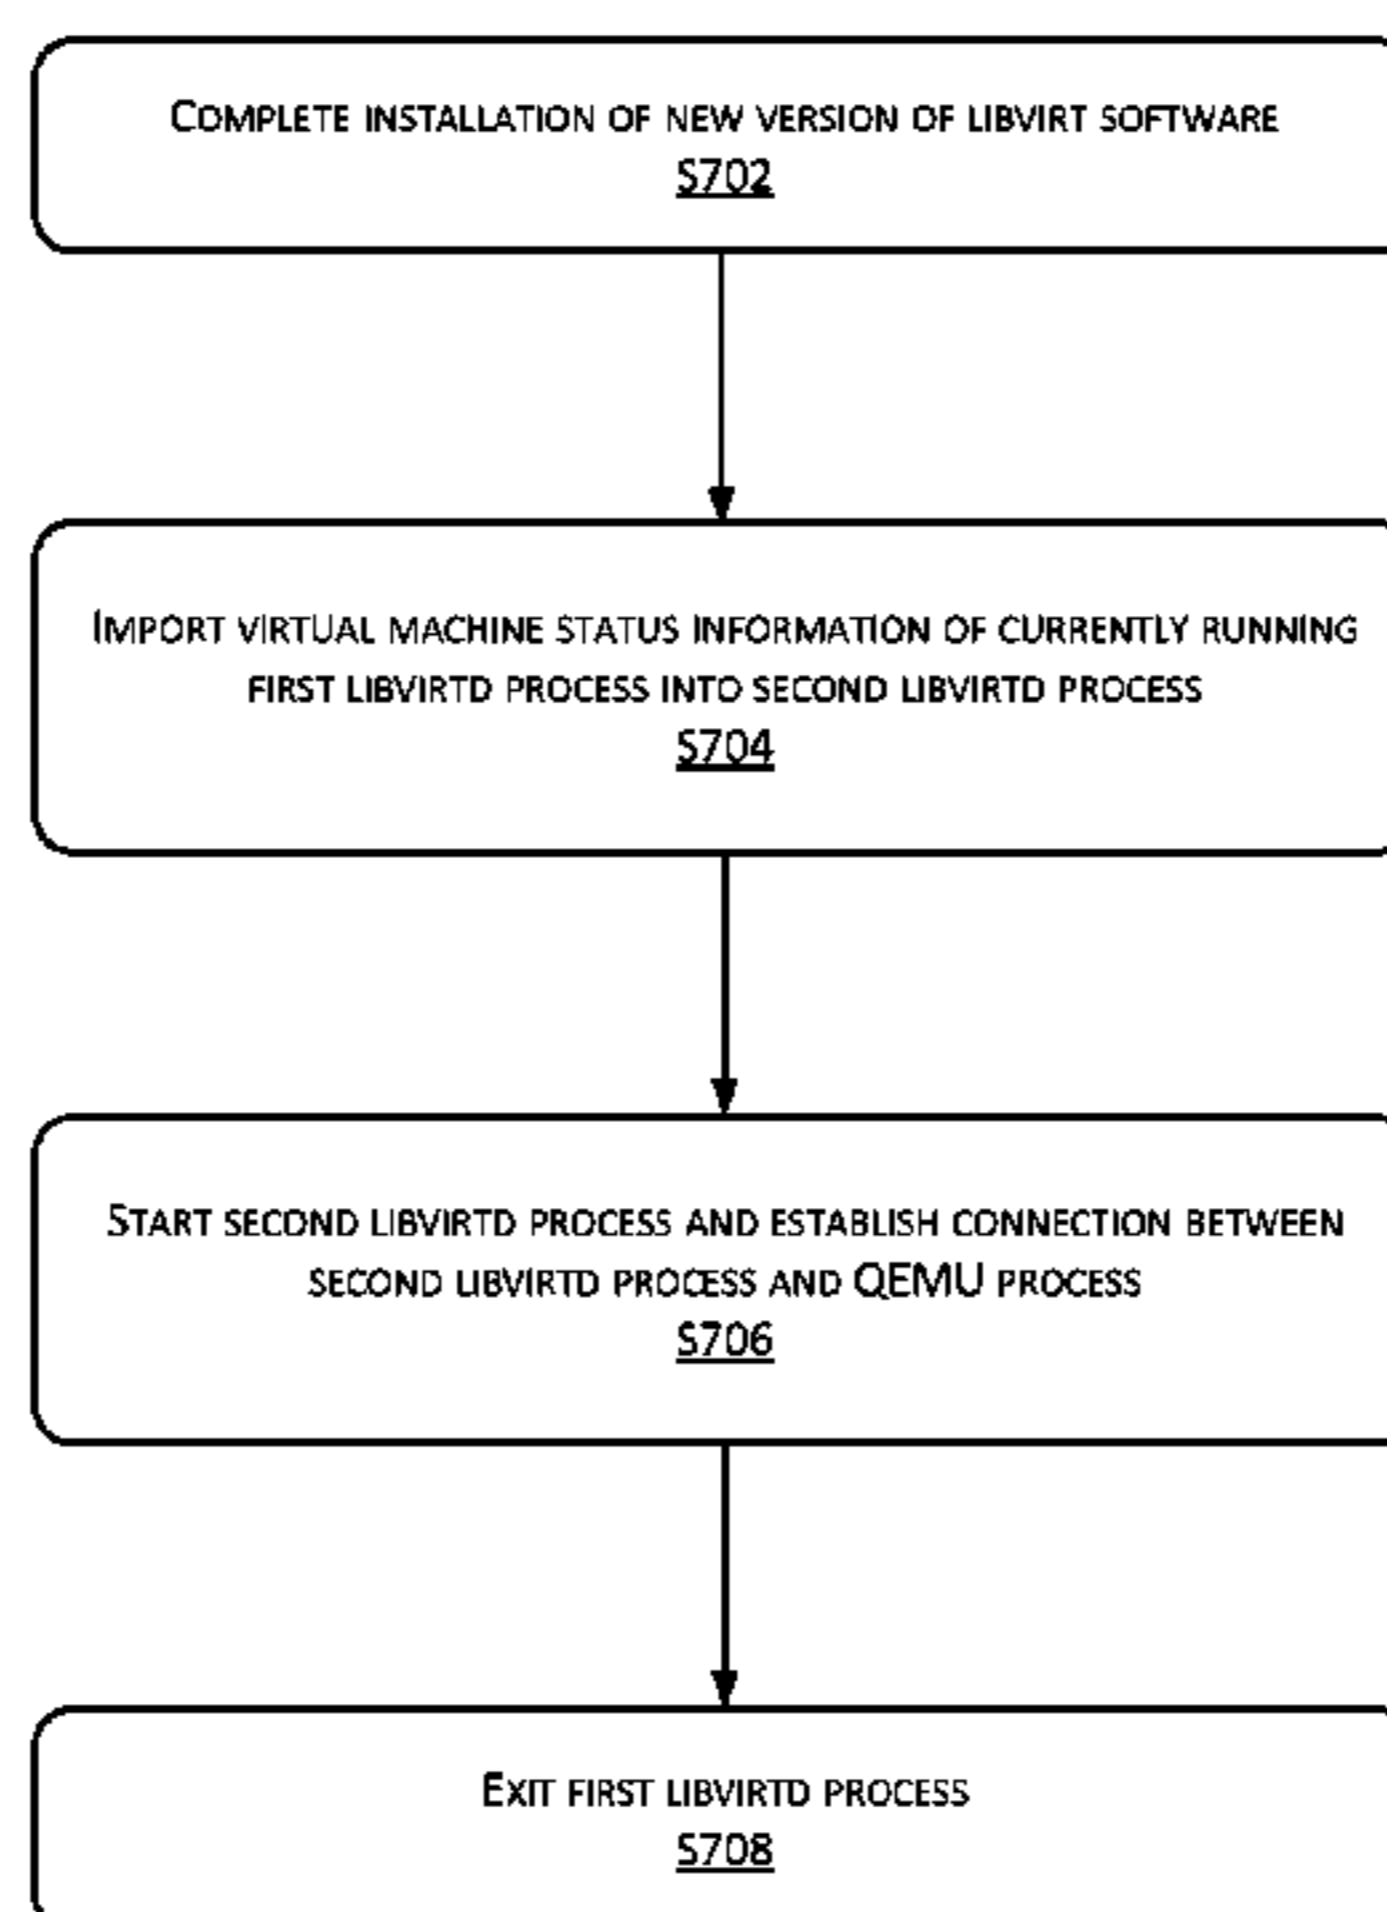 COMPLETE INSTALLATION OF NEW VERSION OF LIBVIRT SOFTWARE
S702
IMPORT VIRTUAL MACHINE STATUS INFORMATION OF CURRENTLY RUNNING
FIRST LIBVIRTD PROCESS INTO SECOND LIBVIRTD PROCESS
S704
START SECOND LIBVIRTD PROCESS AND ESTABLISH CONNECTION BETWEEN
SECOND LIBVIRTD PROCESS AND QEMU PROCESS
S706
EXIT FIRST LIBVIRTD PROCESS
S708